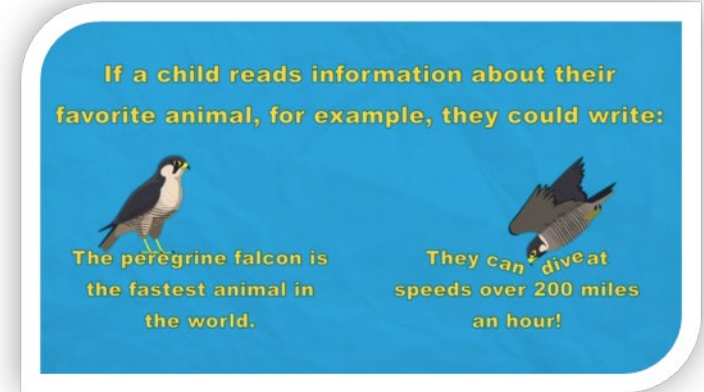 If a child reads information about their
favorite animal, for example, they could write:
The peregrine falcon is
the fastest animal in
the world.
They can dive at
speeds over 200 miles
an hour!